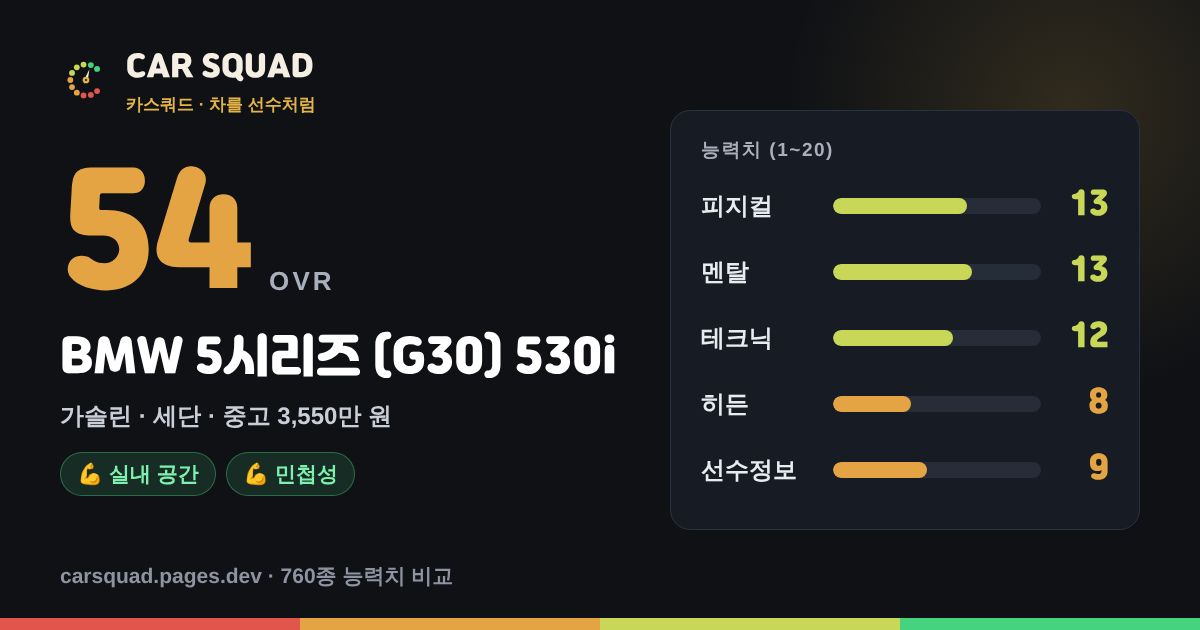 CAR SQUAD
카스쿼드 · 차를 선수처럼
54 OVR
BMW 5시리즈 (G30) 530i
가솔린 · 세단 · 중고 3,550만 원
💪 실내 공간 💪 민첩성
carsquad.pages.dev · 760종 능력치 비교
능력치 (1~20)
피지컬 13
멘탈 13
테크닉 12
히든 8
선수정보 9